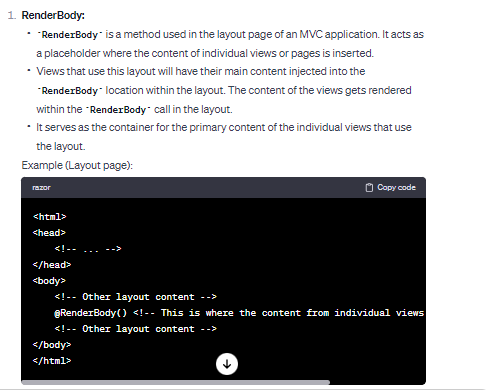 1. RenderBody:
• `RenderBody` is a method used in the layout page of an MVC application. It acts as
a placeholder where the content of individual views or pages is inserted.
• Views that use this layout will have their main content injected into the
`RenderBody` location within the layout. The content of the views gets rendered
within the `RenderBody` call in the layout.
• It serves as the container for the primary content of the individual views that use
the layout.
Example (Layout page):
razor Copy code
<html>
<head>
    <!-- ... -->
</head>
<body>
    <!-- Other layout content -->
    @RenderBody() <!-- This is where the content from individual views
    <!-- Other layout content -->
</body>
</html>